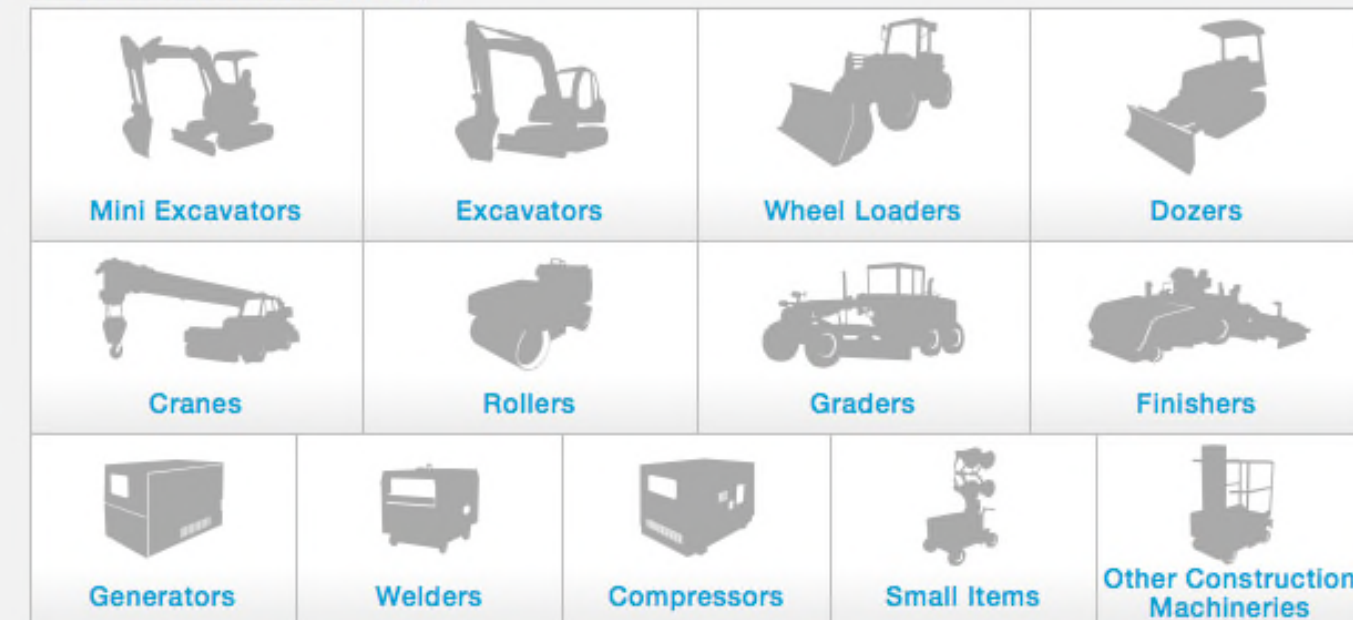 Mini Excavators
Excavators
Wheel Loaders
Dozers
Cranes
Rollers
Graders
Finishers
Generators
Welders
Compressors
Small Items
Other Construction
Machineries